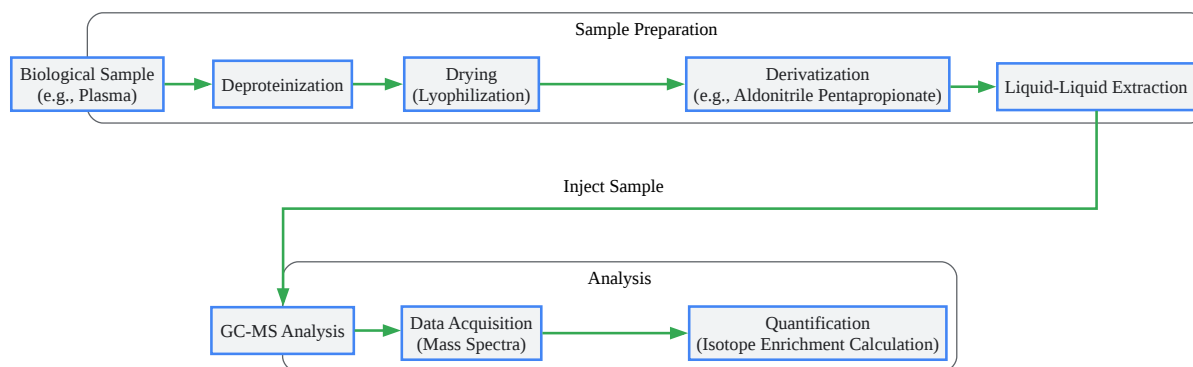 Sample Preparation
Biological Sample
(e.g., Plasma)
Deproteinization
Drying
(Lyophilization)
Derivatization
(e.g., Aldonitrile Pentapropionate)
Liquid-Liquid Extraction
Inject Sample
Analysis
GC-MS Analysis
Data Acquisition
(Mass Spectra)
Quantification
(Isotope Enrichment Calculation)